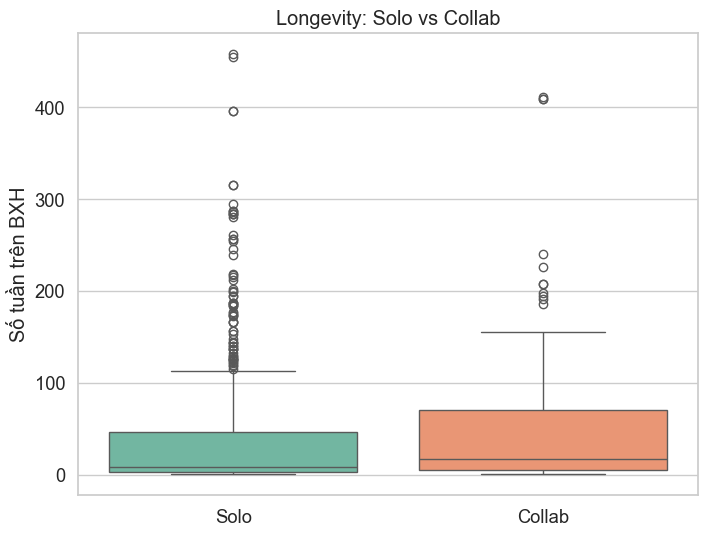 Longevity: Solo vs Collab
Số tuần trên BXH
400
300
200
100
0
Solo
Collab